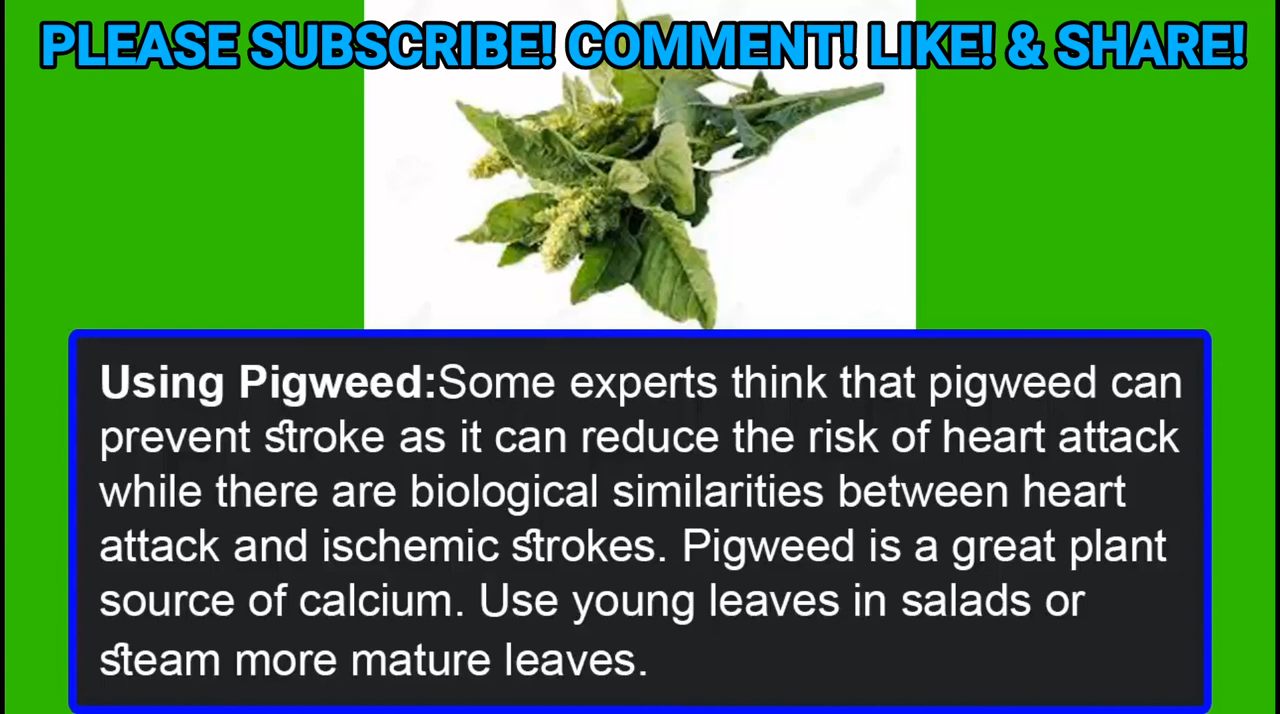 PLEASE SUBSCRIBE! COMMENT! LIKE! & SHARE!
Using Pigweed:Some experts think that pigweed can
prevent stroke as it can reduce the risk of heart attack
while there are biological similarities between heart
attack and ischemic strokes. Pigweed is a great plant
source of calcium. Use young leaves in salads or
steam more mature leaves.